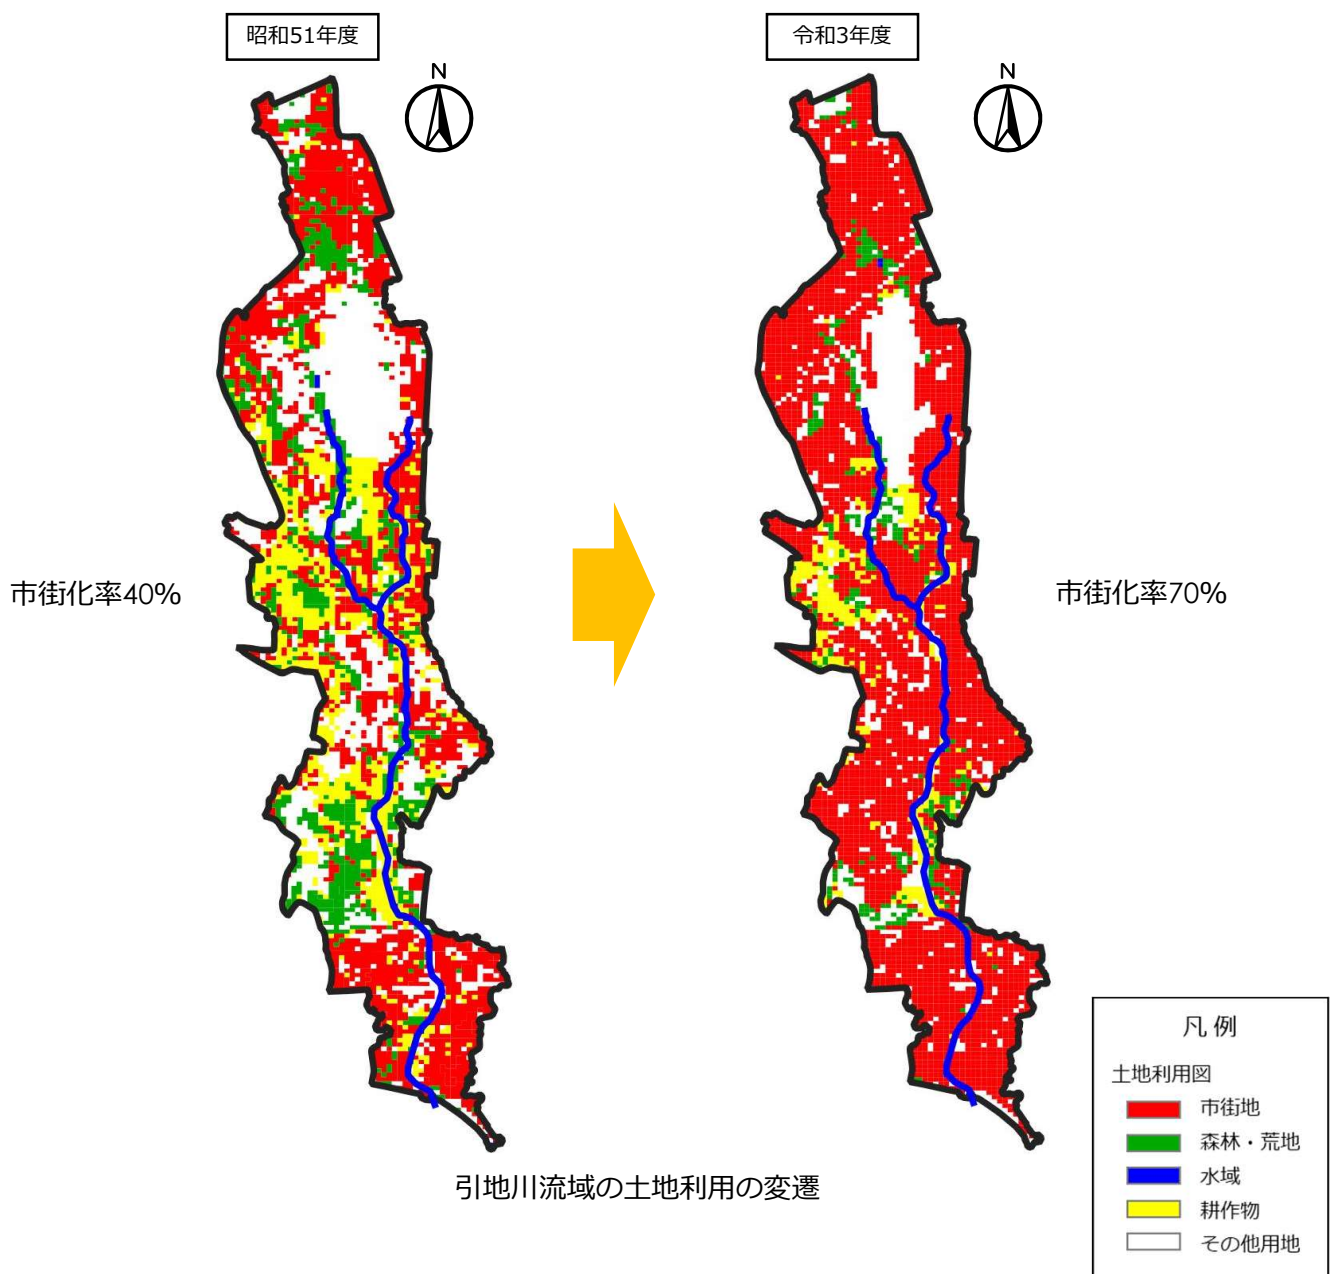 昭和51年度
令和3年度
N
N
市街化率40%
市街化率70%
引地川流域の土地利用の変遷
凡 例
土地利用図
市街地
森林・荒地
水域
耕作物
その他用地